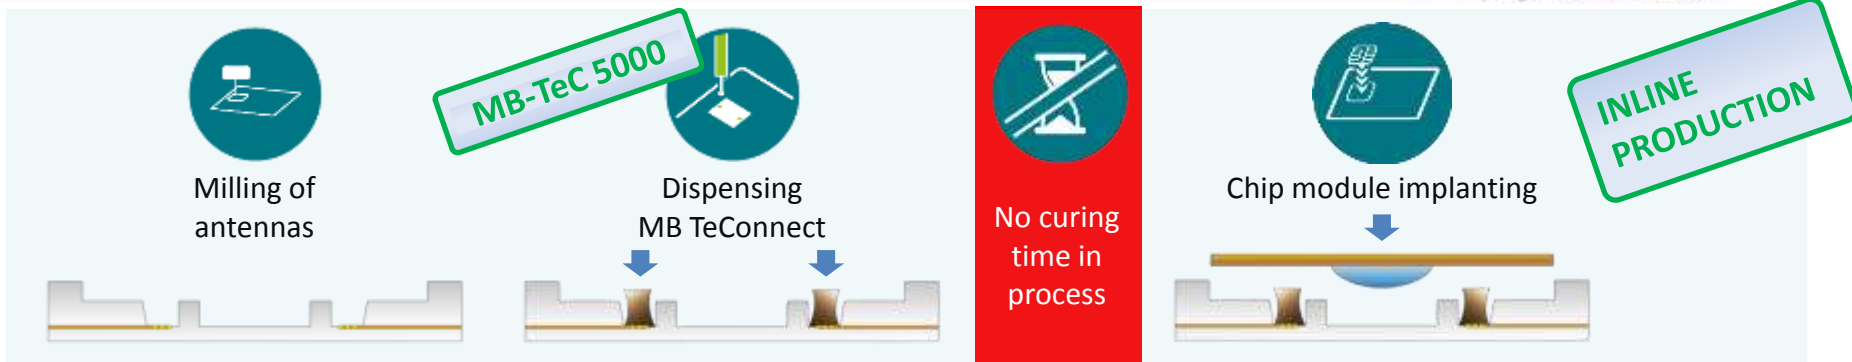 MB-TeC 5000
INLINE
PRODUCTION
Milling of
antennas
Dispensing
MB TeConnect
No curing
time in
process
Chip module implanting